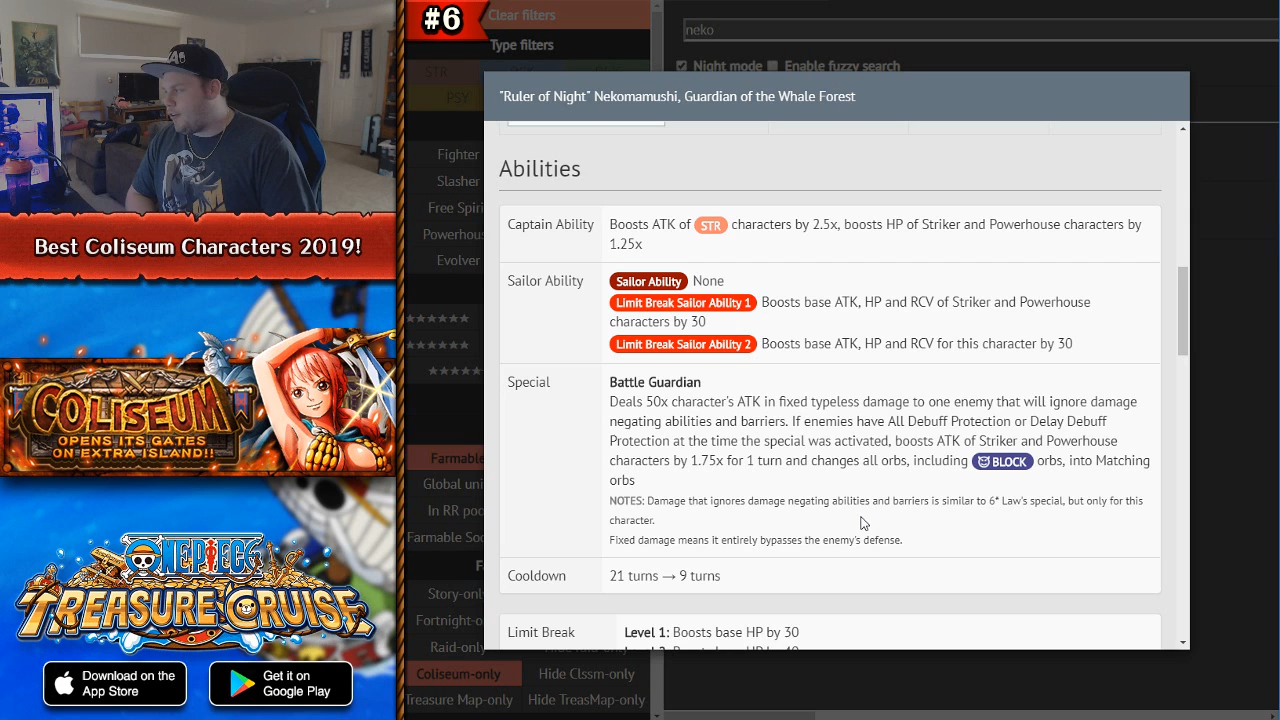 #6
Clear filters
Type filters
STR
PSY
Fighter
Slasher
Free Spiri
Powerhous
Evolver
Farmable
Global uni
In RR poo
Farmable Soc
F
Story-only
Fortnight-o
Raid-only
Coliseum-only
Hide Clssm-only
Treasure Map-only
Hide TreasMap-only
neko
Night mode
Enable fuzzy search
"Ruler of Night" Nekomamushi, Guardian of the Whale Forest
Abilities
Captain Ability
Boosts ATK of STR characters by 2.5x, boosts HP of Striker and Powerhouse characters by
1.25x
Sailor Ability
Sailor Ability None
Limit Break Sailor Ability 1 Boosts base ATK, HP and RCV of Striker and Powerhouse
characters by 30
Limit Break Sailor Ability 2 Boosts base ATK, HP and RCV for this character by 30
Special
Battle Guardian
Deals 50x character's ATK in fixed typeless damage to one enemy that will ignore damage
negating abilities and barriers. If enemies have All Debuff Protection or Delay Debuff
Protection at the time the special was activated, boosts ATK of Striker and Powerhouse
characters by 1.75x for 1 turn and changes all orbs, including BLOCK orbs, into Matching
orbs
NOTES: Damage that ignores damage negating abilities and barriers is similar to 6* Law's special, but only for this
character.
Fixed damage means it entirely bypasses the enemy's defense.
Cooldown
21 turns → 9 turns
Limit Break
Level 1: Boosts base HP by 30
Best Coliseum Characters 2019!
COLISEUM
OPENS ITS GATES
ON EXTRA ISLAND!!
ONE PIECE
TREASURE CRUISE
Download on the
App Store
Get it on
Google Play